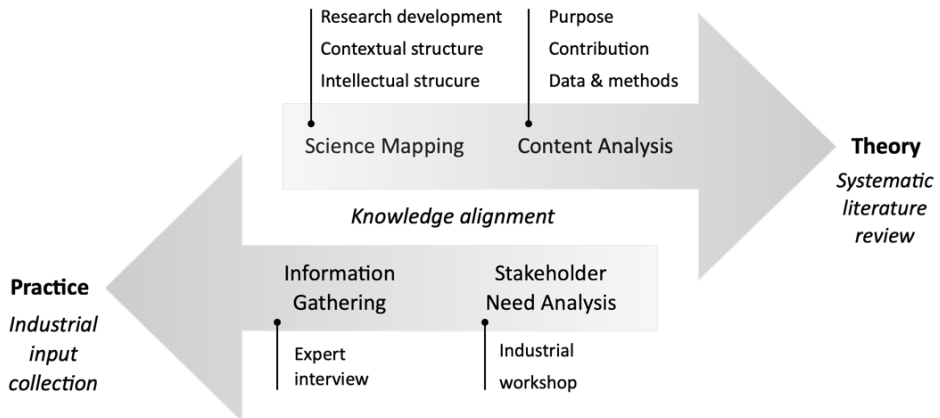 Research development
Contextual structure
Intellectual strucure
Purpose
Contribution
Data & methods
Science Mapping
Content Analysis
Theory
Systematic
literature
review
Knowledge alignment
Practice
Industrial
input
collection
Information
Gathering
Stakeholder
Need Analysis
Expert
interview
Industrial
workshop